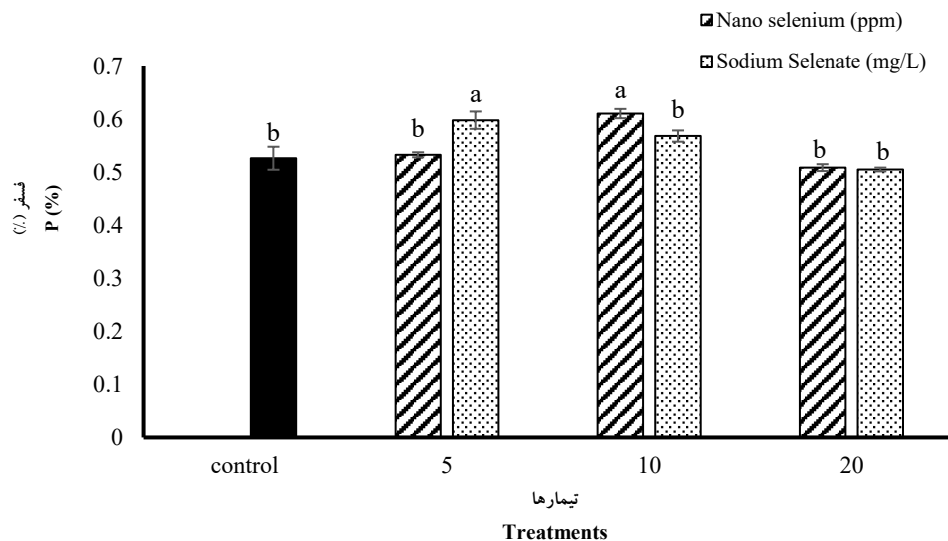 Nano selenium (ppm)
Sodium Selenate (mg/L)
0.7
0.6
0.5
0.4
0.3
0.2
0.1
0
فسفر (٪)
P (%)
b
b
a
a
b
b
b
control
5
10
20
تیمارها
Treatments